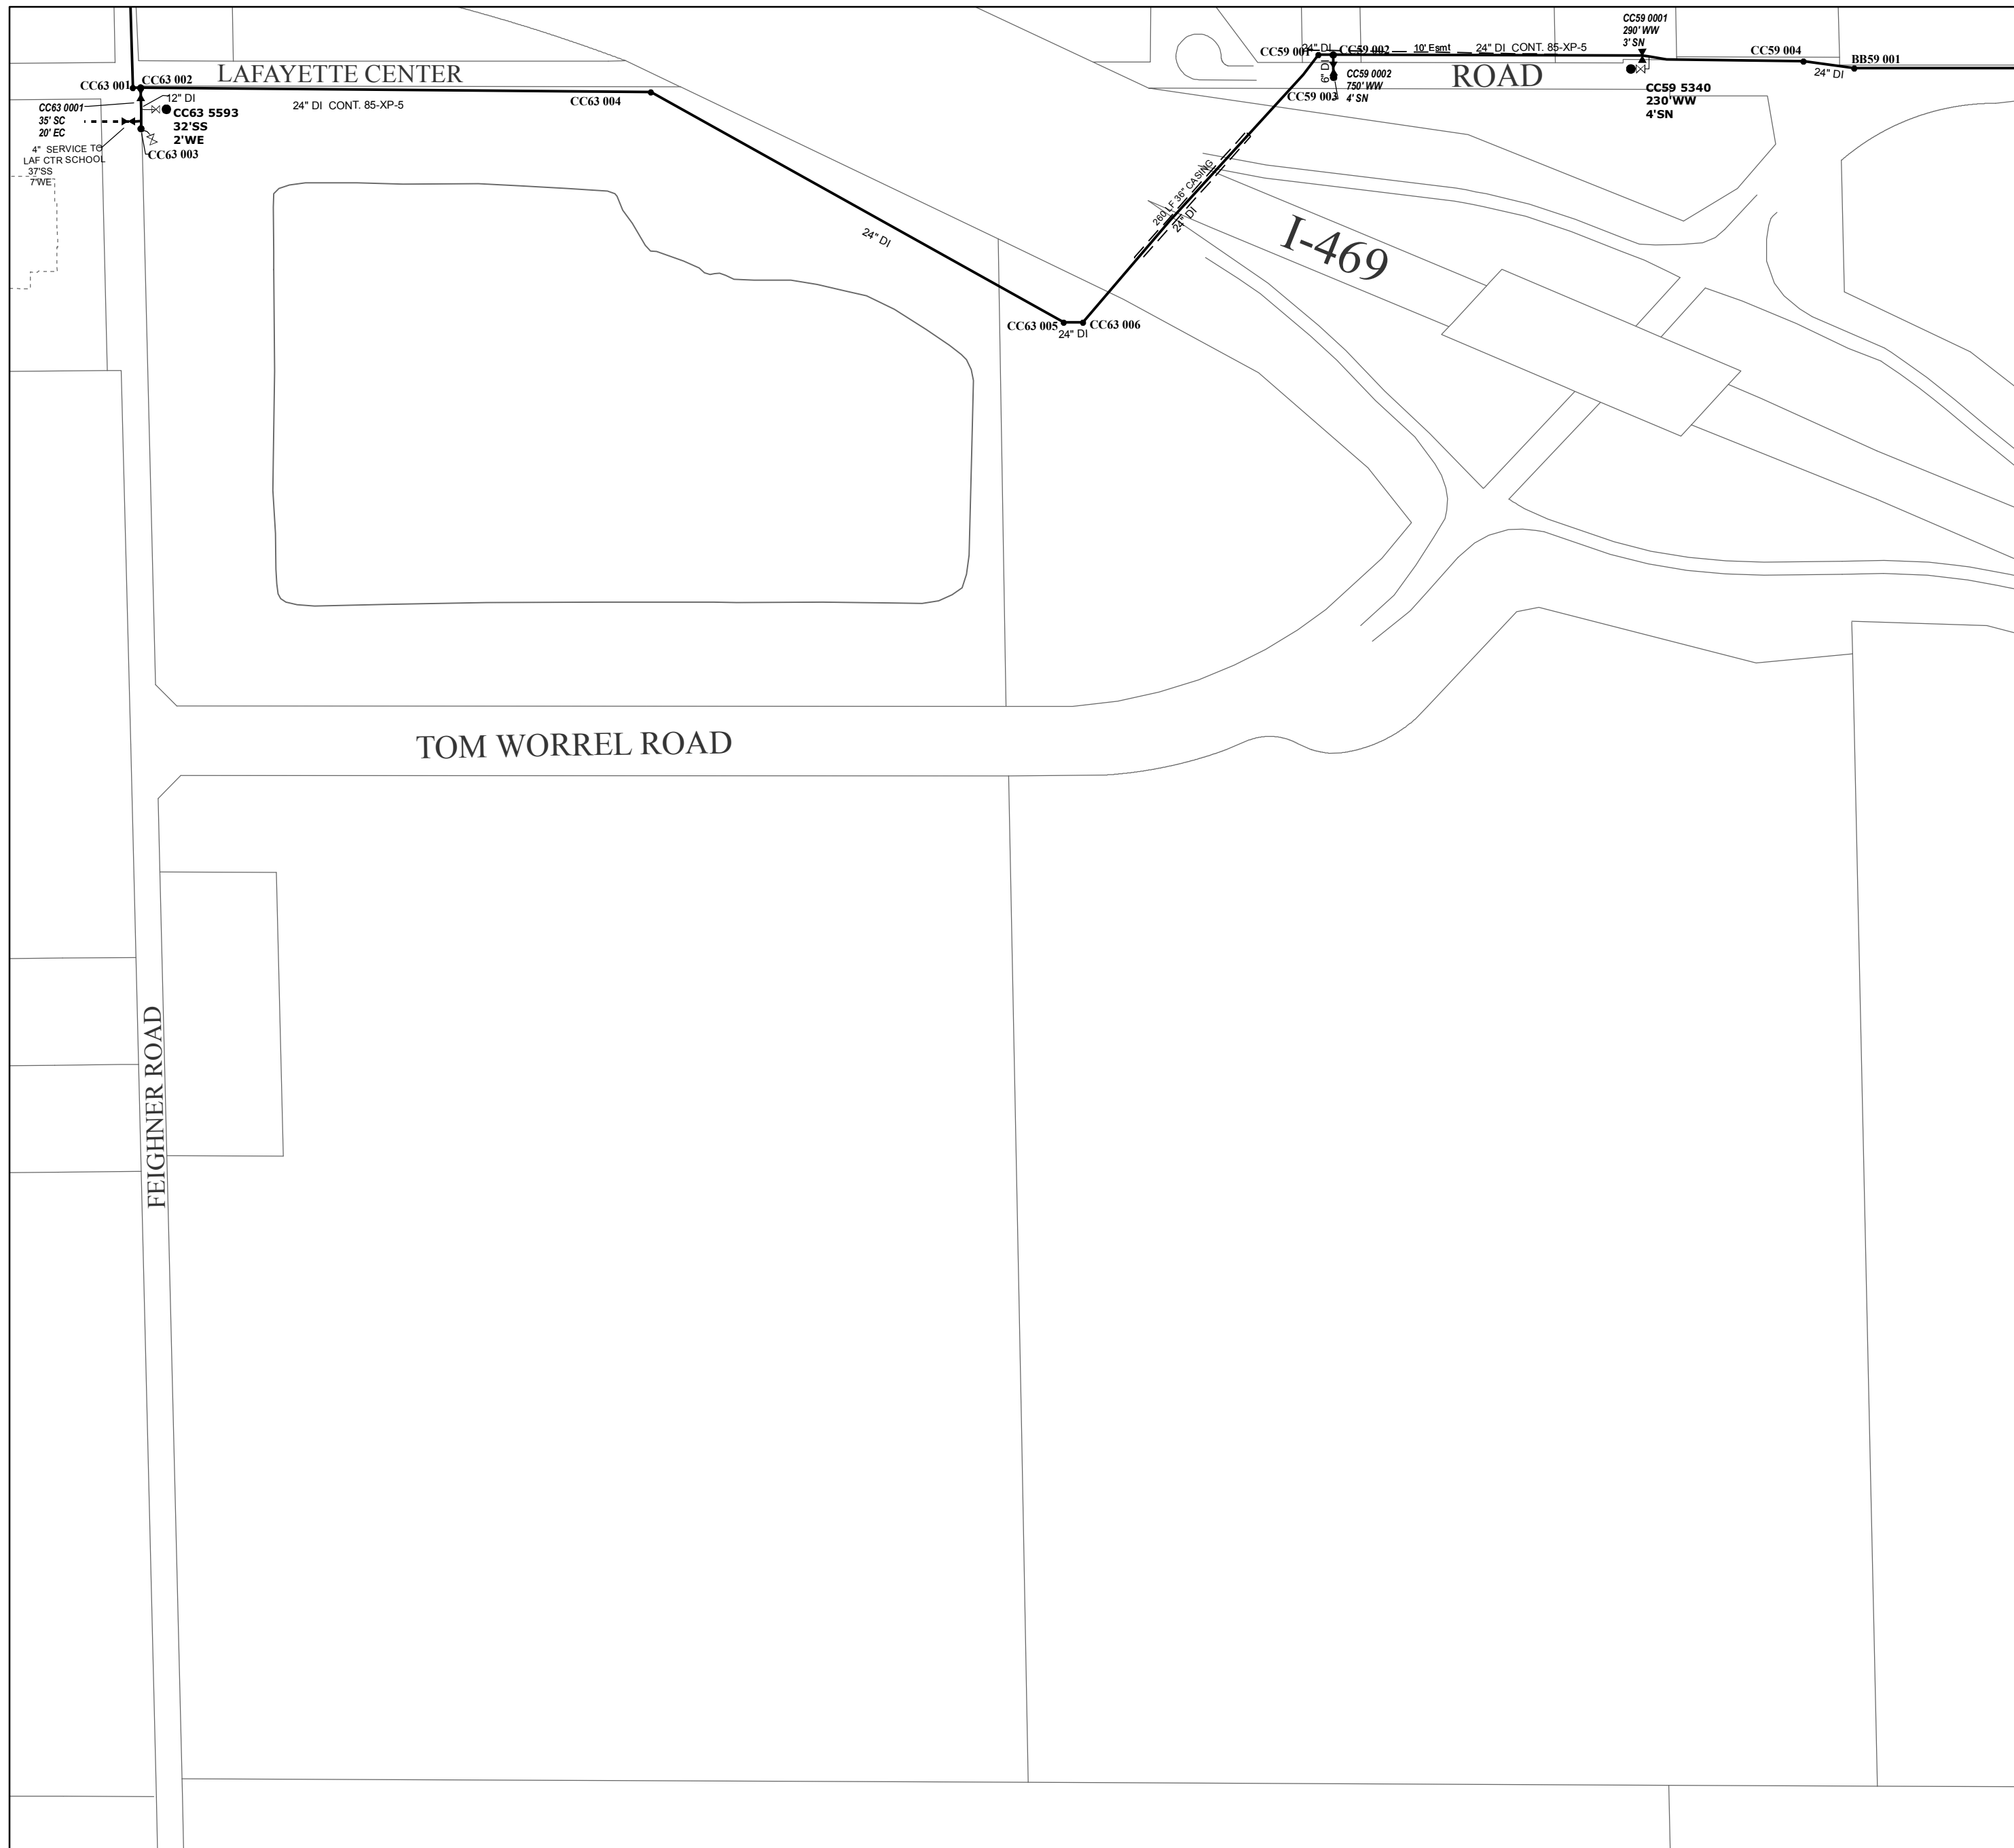 CC59 0001
290' WW
3' SN
CC59 001
24" DI
CC59 002
10' Esmt
24" DI CONT. 85-XP-5
CC59 004
BB59 001
24" DI
LAFAYETTE CENTER
ROAD
6" DI
CC59 0002
750' WW
4' SN
CC59 003
CC59 5340
230'WW
4'SN
CC63 001
CC63 002
12" DI
24" DI CONT. 85-XP-5
CC63 004
CC63 0001
35' SC
20' EC
CC63 5593
32'SS
2'WE
4" SERVICE TO
LAF CTR SCHOOL
37'SS
7'WE
CC63 003
260 LF 36" CASING
24" DI
24" DI
I-469
CC63 005
CC63 006
24" DI
TOM WORREL ROAD
FEIGHNER ROAD